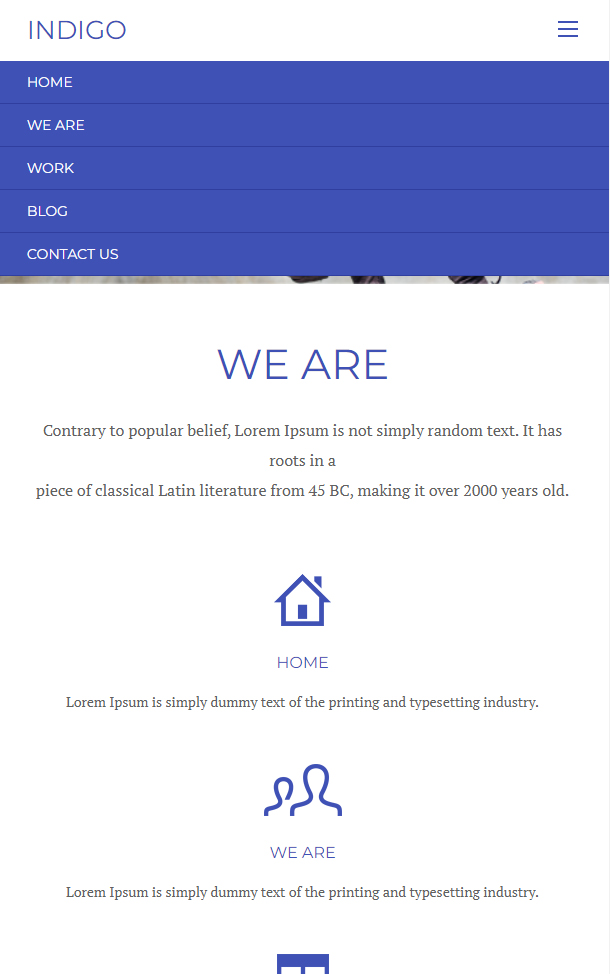 INDIGO
HOME
WE ARE
WORK
BLOG
CONTACT US
WE ARE
Contrary to popular belief, Lorem Ipsum is not simply random text. It has
roots in a
piece of classical Latin literature from 45 BC, making it over 2000 years old.
HOME
Lorem Ipsum is simply dummy text of the printing and typesetting industry.
WE ARE
Lorem Ipsum is simply dummy text of the printing and typesetting industry.